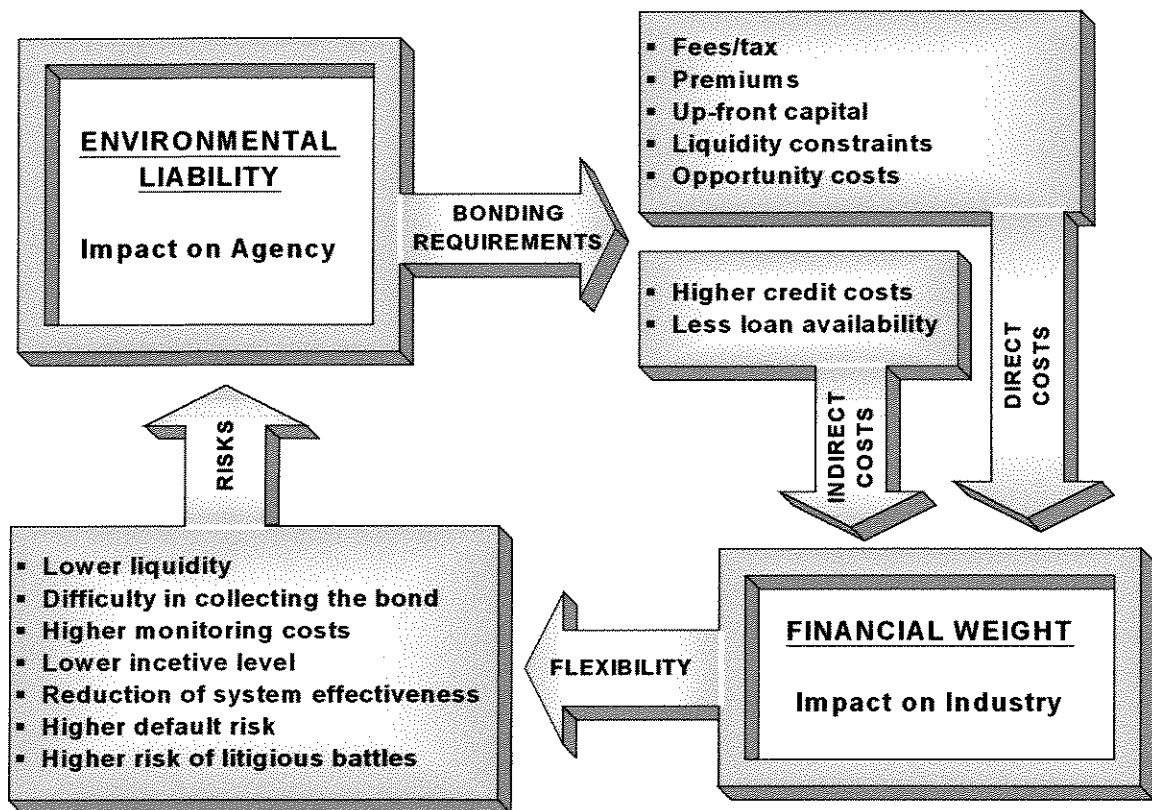 ENVIRONMENTAL
LIABILITY
Impact on Agency
BONDING
REQUIREMENTS
▪ Fees/tax
▪ Premiums
▪ Up-front capital
▪ Liquidity constraints
▪ Opportunity costs
▪ Higher credit costs
▪ Less loan availability
INDIRECT
COSTS
DIRECT
COSTS
FINANCIAL WEIGHT
Impact on Industry
FLEXIBILITY
▪ Lower liquidity
▪ Difficulty in collecting the bond
▪ Higher monitoring costs
▪ Lower incetive level
▪ Reduction of system effectiveness
▪ Higher default risk
▪ Higher risk of litigious battles
RISKS